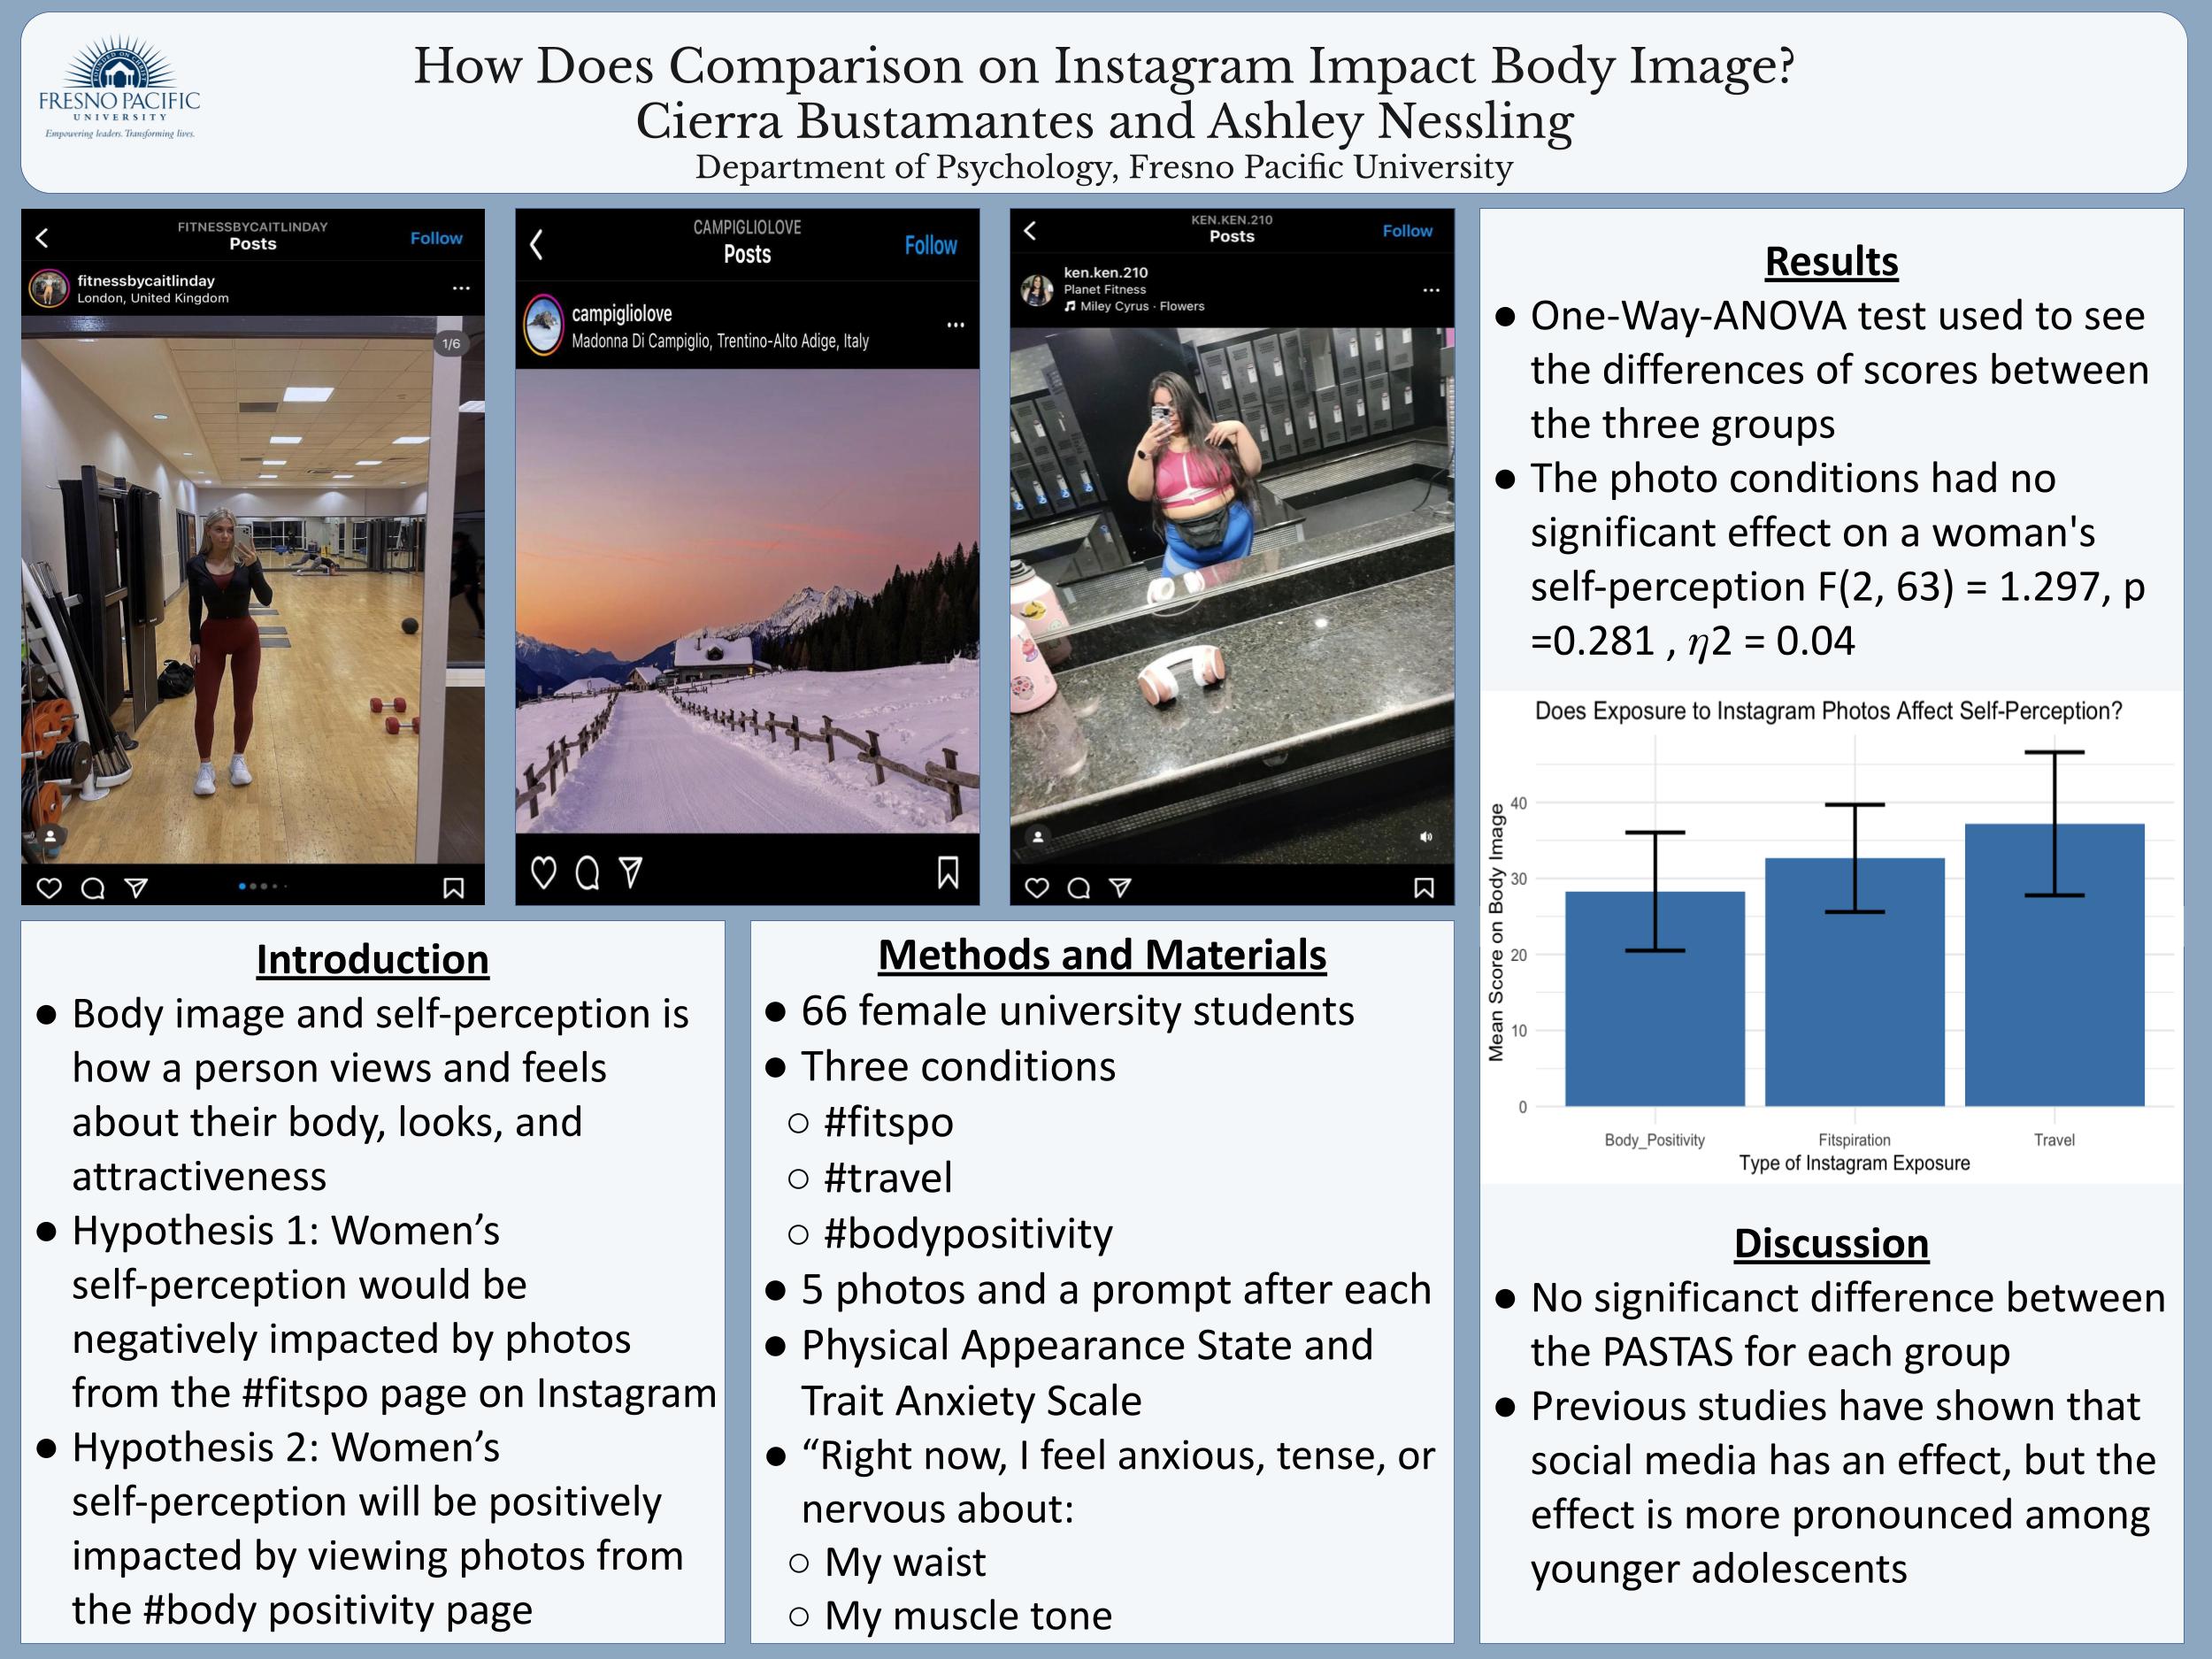 How Does Comparison on Instagram Impact Body Image?
Cierra Bustamantes and Ashley Nessling
Department of Psychology, Fresno Pacific University
FOUNDED ON CHRIST
FRESNO PACIFIC
UNIVERSITY
Empowering leaders. Transforming lives.
FITNESSBYCAITLINDAY
Posts
Follow
fitnessbycaitlinday
London, United Kingdom
1/6
CAMPIGLIOLOVE
Posts
Follow
campigliolove
Madonna Di Campiglio, Trentino-Alto Adige, Italy
KEN.KEN.210
Posts
Follow
ken.ken.210
Planet Fitness
Miley Cyrus · Flowers
Introduction
● Body image and self-perception is
how a person views and feels
about their body, looks, and
attractiveness
● Hypothesis 1: Women’s
self-perception would be
negatively impacted by photos
from the #fitspo page on Instagram
● Hypothesis 2: Women’s
self-perception will be positively
impacted by viewing photos from
the #body positivity page
Methods and Materials
● 66 female university students
● Three conditions
○ #fitspo
○ #travel
○ #bodypositivity
● 5 photos and a prompt after each
● Physical Appearance State and
Trait Anxiety Scale
● “Right now, I feel anxious, tense, or
nervous about:
○ My waist
○ My muscle tone
Results
● One-Way-ANOVA test used to see
the differences of scores between
the three groups
● The photo conditions had no
significant effect on a woman's
self-perception F(2, 63) = 1.297, p
=0.281 , η2 = 0.04
Does Exposure to Instagram Photos Affect Self-Perception?
Mean Score on Body Image
40
30
20
10
0
Body_Positivity
Fitspiration
Travel
Type of Instagram Exposure
Discussion
● No significanct difference between
the PASTAS for each group
● Previous studies have shown that
social media has an effect, but the
effect is more pronounced among
younger adolescents